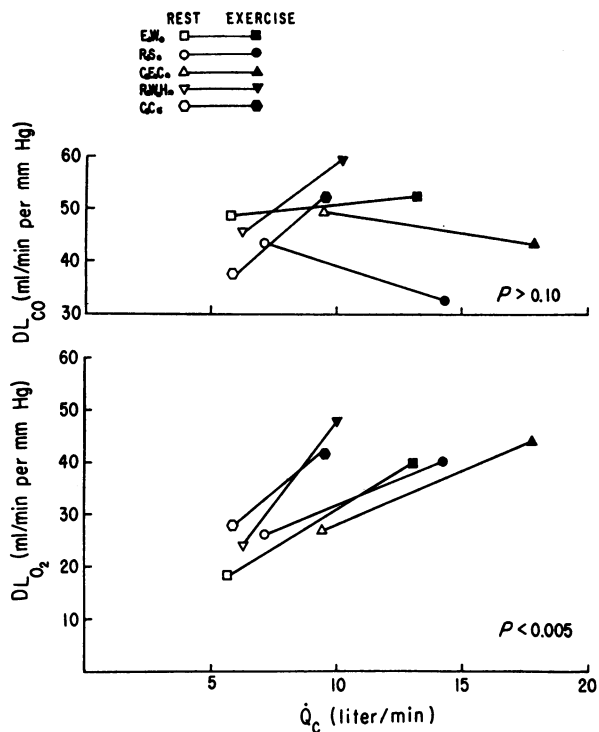 REST EXERCISE
E.W.
R.S.
C.E.C.
R.W.H.
C.C.
DL CO (ml/min per mm Hg)
60
50
40
30
P > 0.10
DL O2 (ml/min per mm Hg)
60
50
40
30
20
10
P < 0.005
5 10 15 20
Q̇C (liter/min)